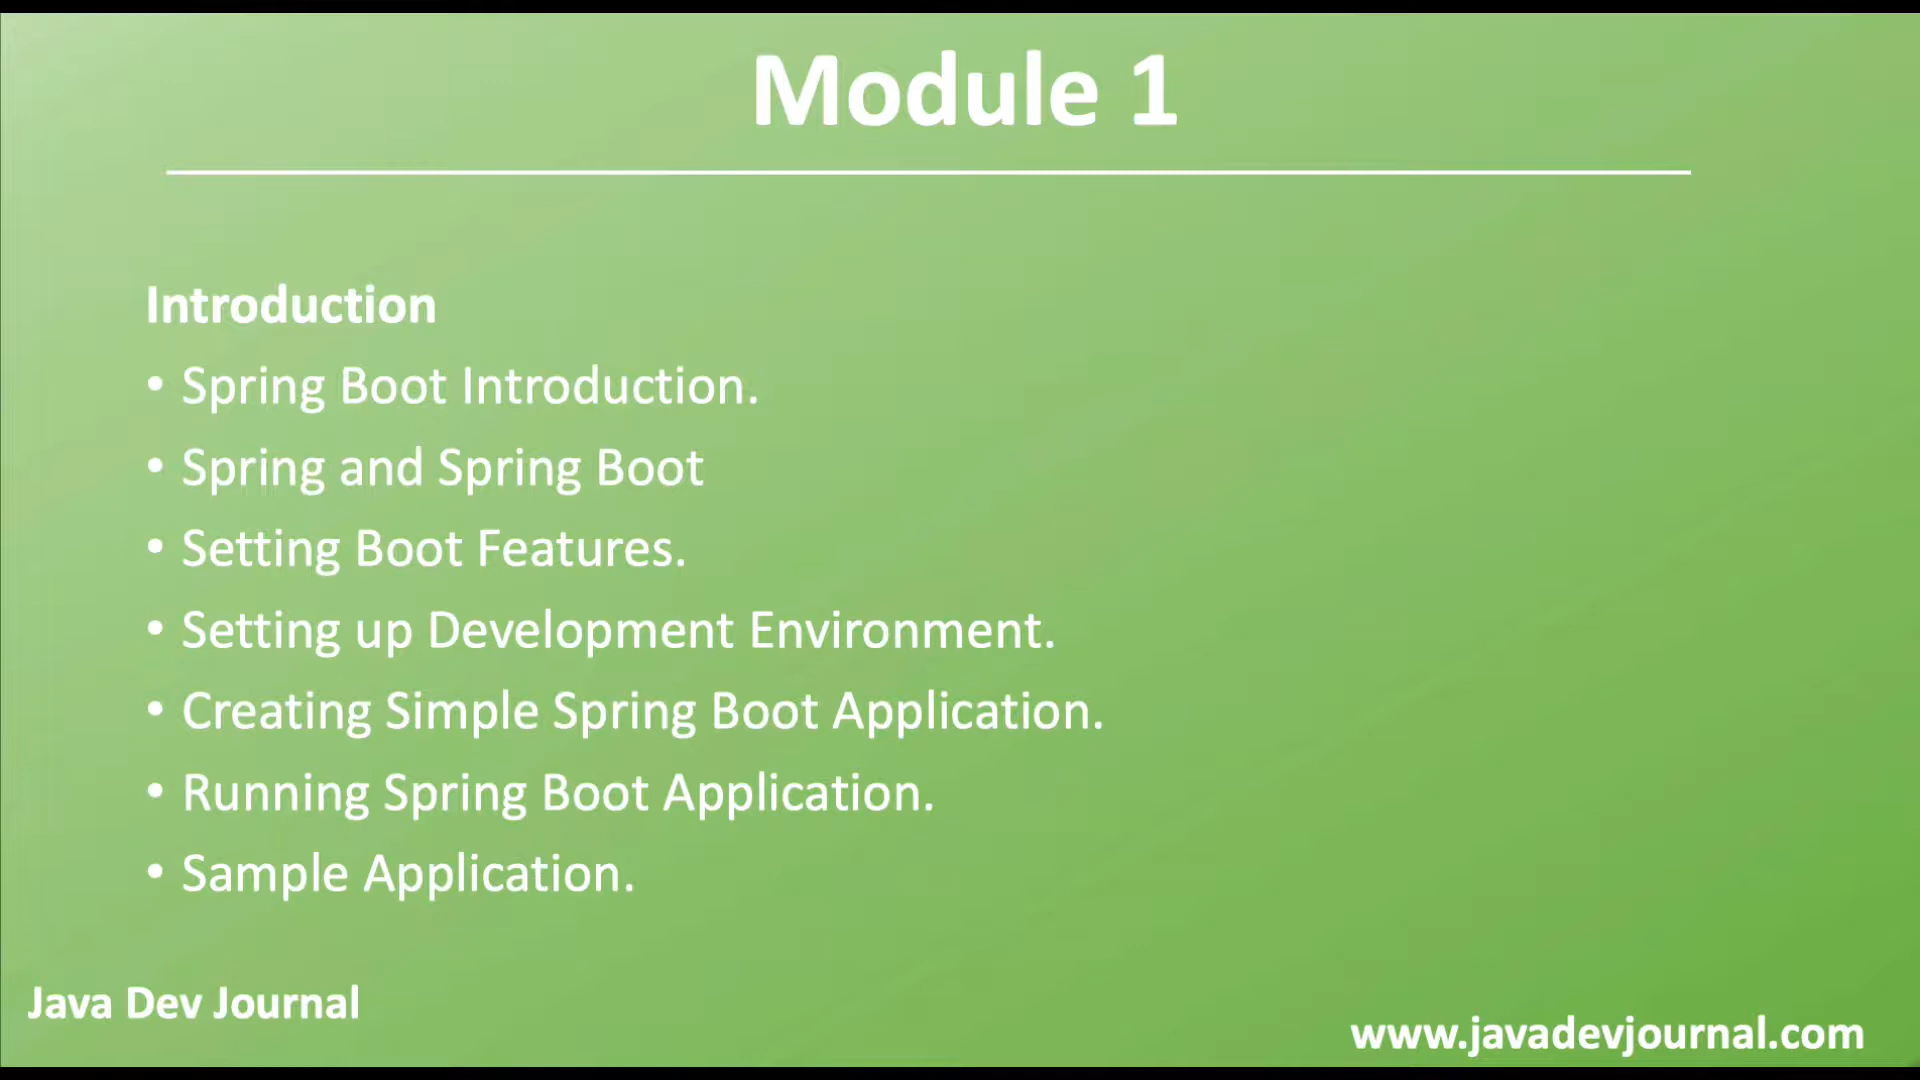 Module 1
Introduction
• Spring Boot Introduction.
• Spring and Spring Boot
• Setting Boot Features.
• Setting up Development Environment.
• Creating Simple Spring Boot Application.
• Running Spring Boot Application.
• Sample Application.
Java Dev Journal
www.javadevjournal.com